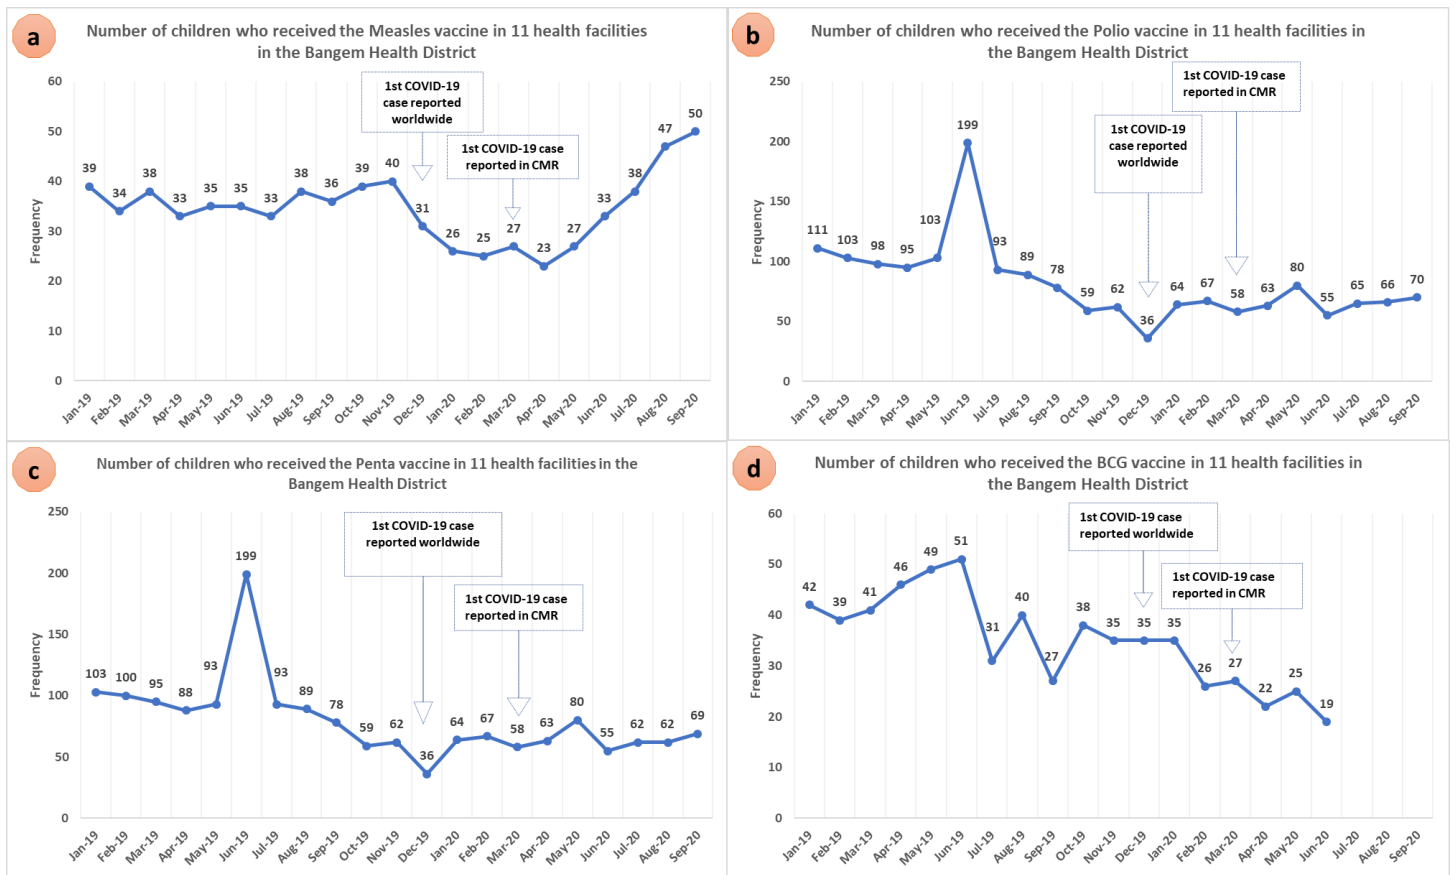 a
Number of children who received the Measles vaccine in 11 health facilities
in the Bangem Health District
1st COVID-19
case reported
worldwide
1st COVID-19 case
reported in CMR
Frequency
60
50
40
30
20
10
0
39
34
38
33
35
35
33
38
36
39
40
31
26
25
27
23
27
33
38
47
50
Jan-19
Feb-19
Mar-19
Apr-19
May-19
Jun-19
Jul-19
Aug-19
Sep-19
Oct-19
Nov-19
Dec-19
Jan-20
Feb-20
Mar-20
Apr-20
May-20
Jun-20
Jul-20
Aug-20
Sep-20
b
Number of children who received the Polio vaccine in 11 health facilities in
the Bangem Health District
1st COVID-19 case
reported in CMR
1st COVID-19
case reported
worldwide
Frequency
250
200
150
100
50
0
111
103
98
95
103
199
93
89
78
59
62
36
64
67
58
63
80
55
65
66
70
Jan-19
Feb-19
Mar-19
Apr-19
May-19
Jun-19
Jul-19
Aug-19
Sep-19
Oct-19
Nov-19
Dec-19
Jan-20
Feb-20
Mar-20
Apr-20
May-20
Jun-20
Jul-20
Aug-20
Sep-20
c
Number of children who received the Penta vaccine in 11 health facilities in the
Bangem Health District
1st COVID-19 case
reported worldwide
1st COVID-19 case
reported in CMR
Frequency
250
200
150
100
50
0
103
100
95
88
93
199
93
89
78
59
62
36
64
67
58
63
80
55
62
62
69
Jan-19
Feb-19
Mar-19
Apr-19
May-19
Jun-19
Jul-19
Aug-19
Sep-19
Oct-19
Nov-19
Dec-19
Jan-20
Feb-20
Mar-20
Apr-20
May-20
Jun-20
Jul-20
Aug-20
Sep-20
d
Number of children who received the BCG vaccine in 11 health facilities in
the Bangem Health District
1st COVID-19 case
reported worldwide
1st COVID-19 case
reported in CMR
Frequency
60
50
40
30
20
10
0
42
39
41
46
49
51
31
40
27
38
35
35
35
26
27
22
25
19
Jan-19
Feb-19
Mar-19
Apr-19
May-19
Jun-19
Jul-19
Aug-19
Sep-19
Oct-19
Nov-19
Dec-19
Jan-20
Feb-20
Mar-20
Apr-20
May-20
Jun-20
Jul-20
Aug-20
Sep-20